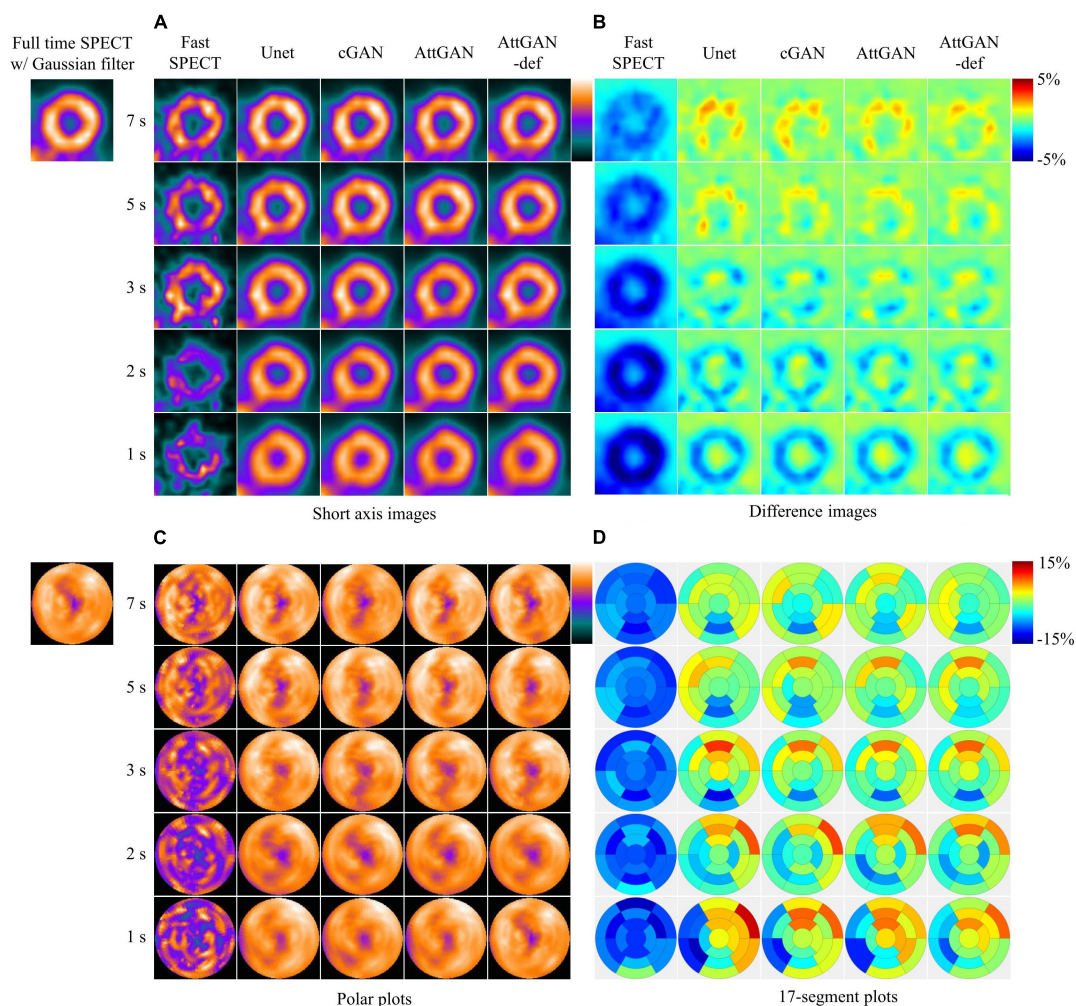 A
B
Full time SPECT
w/ Gaussian filter
Fast
SPECT
Unet
cGAN
AttGAN
AttGAN
-def
Fast
SPECT
Unet
cGAN
AttGAN
AttGAN
-def
7 s
5 s
3 s
2 s
1 s
5%
-5%
Short axis images
Difference images
C
D
7 s
5 s
3 s
2 s
1 s
15%
-15%
Polar plots
17-segment plots